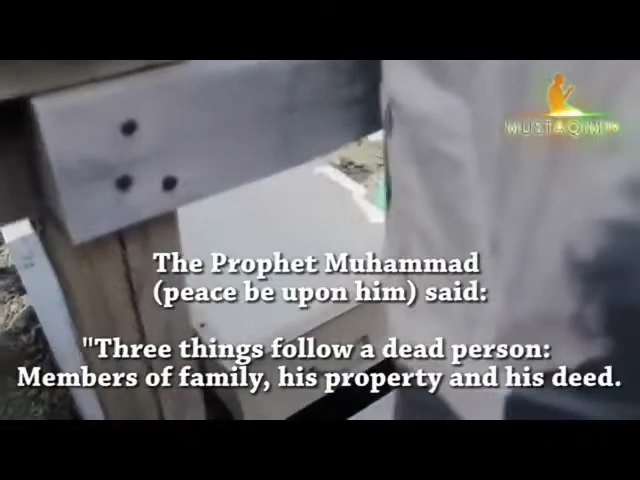 MUSTAQIM
The Prophet Muhammad
(peace be upon him) said:
"Three things follow a dead person:
Members of family, his property and his deed.